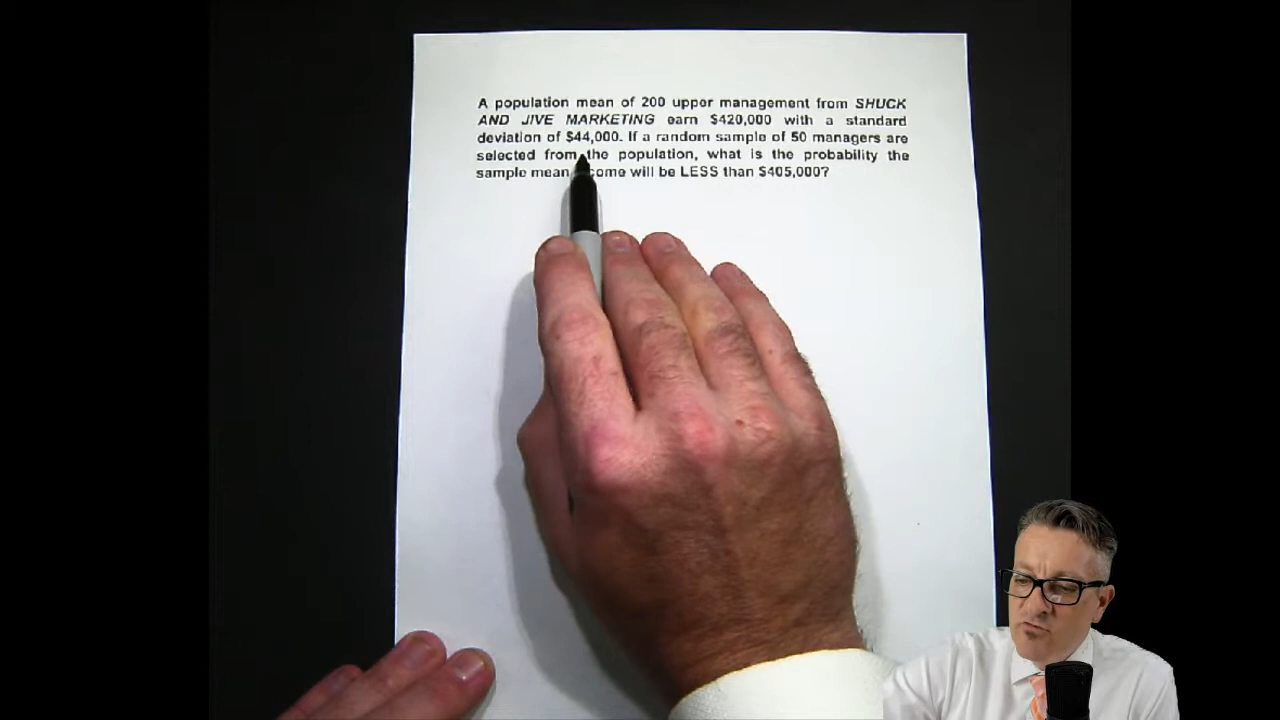 A population mean of 200 upper management from SHUCK
AND JIVE MARKETING earn $420,000 with a standard
deviation of $44,000. If a random sample of 50 managers are
selected from the population, what is the probability the
sample mean come will be LESS than $405,000?